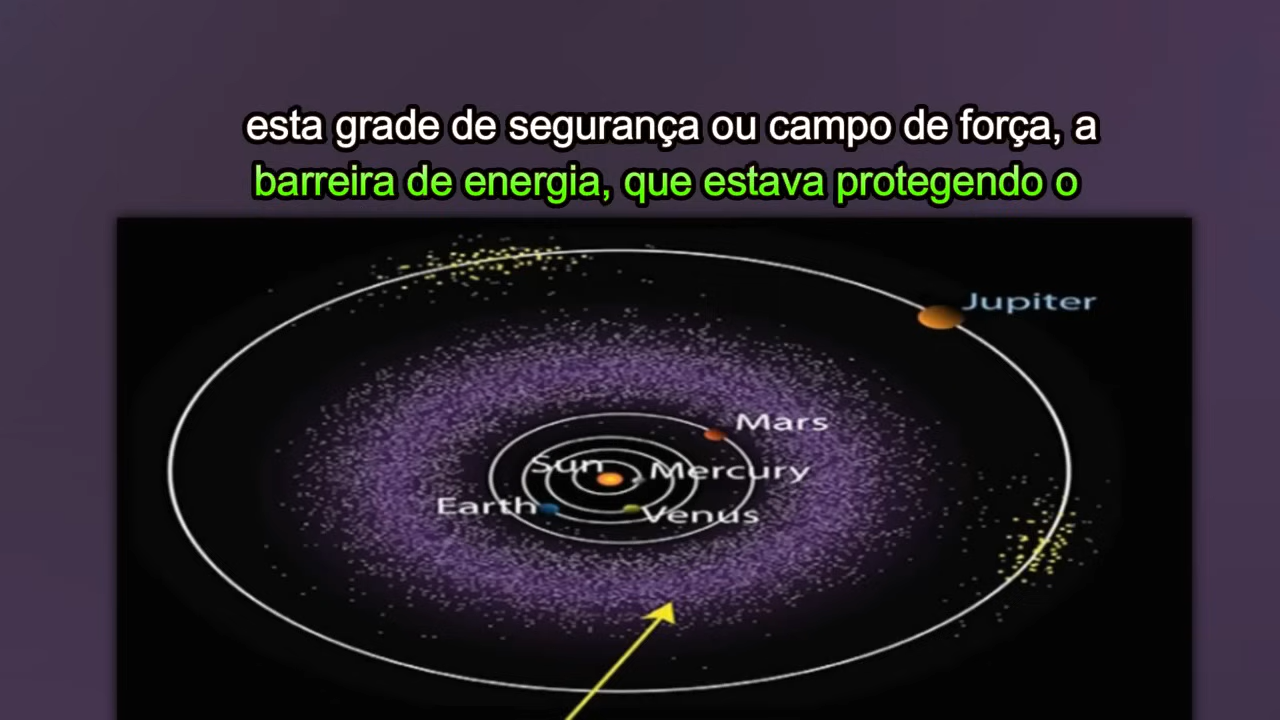 esta grade de segurança ou campo de força, a
barreira de energia, que estava protegendo o
Jupiter
Mars
Sun
Mercury
Earth
Venus